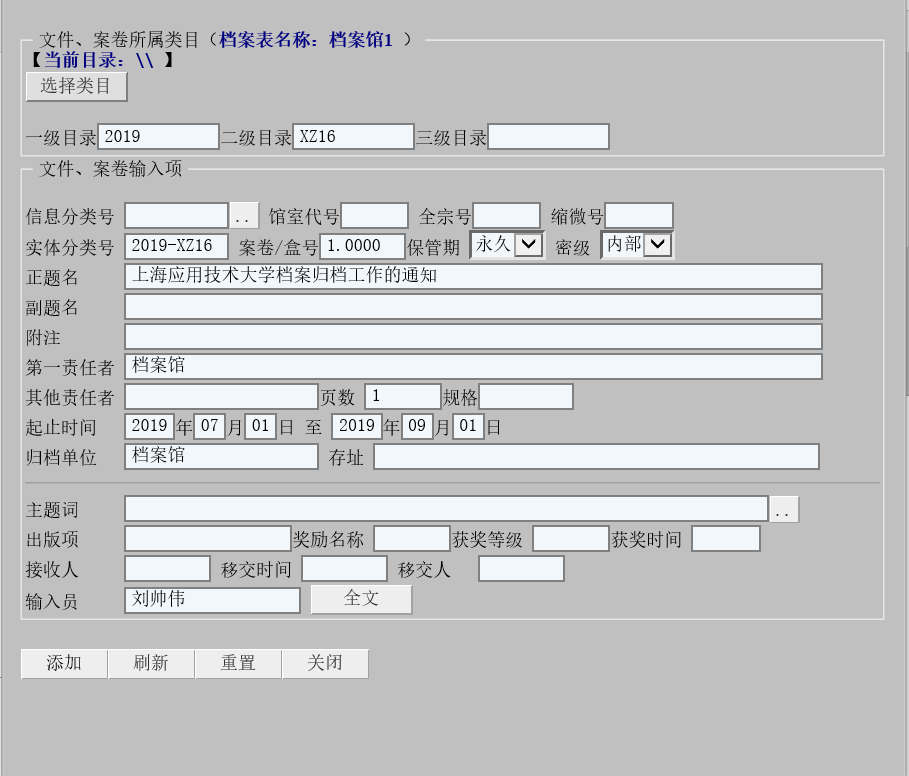 文件、案卷所属类目（档案表名称：档案馆1 ）
【当前目录：\\ 】
选择类目
一级目录 2019 二级目录 XZ16 三级目录
文件、案卷输入项
信息分类号 .. 馆室代号 全宗号 缩微号
实体分类号 2019-XZ16 案卷/盒号 1.0000 保管期 永久 密级 内部
正题名 上海应用技术大学档案归档工作的通知
副题名
附注
第一责任者 档案馆
其他责任者 页数 1 规格
起止时间 2019 年 07 月 01 日 至 2019 年 09 月 01 日
归档单位 档案馆 存址
主题词 ..
出版项 奖励名称 获奖等级 获奖时间
接收人 移交时间 移交人
输入员 刘帅伟 全文
添加 刷新 重置 关闭